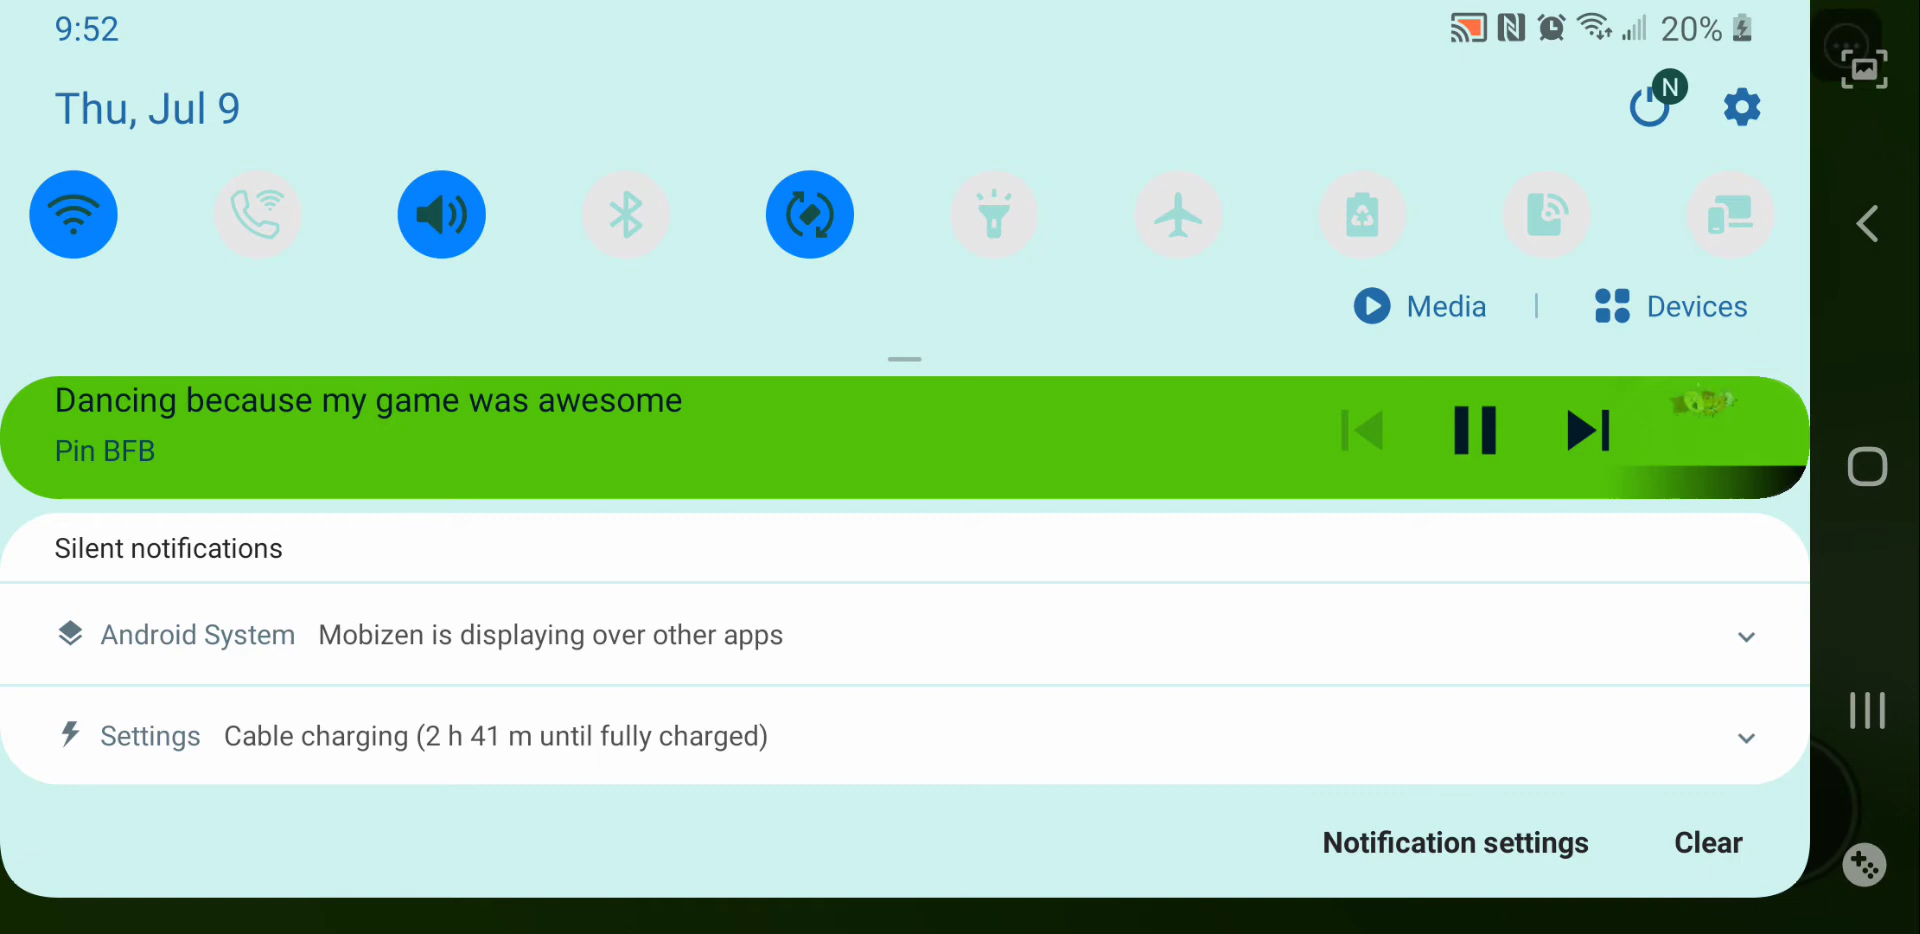 9:52
20%
Thu, Jul 9
N
Media
Devices
Dancing because my game was awesome
Pin BFB
Silent notifications
Android System Mobizen is displaying over other apps
Settings Cable charging (2 h 41 m until fully charged)
Notification settings Clear